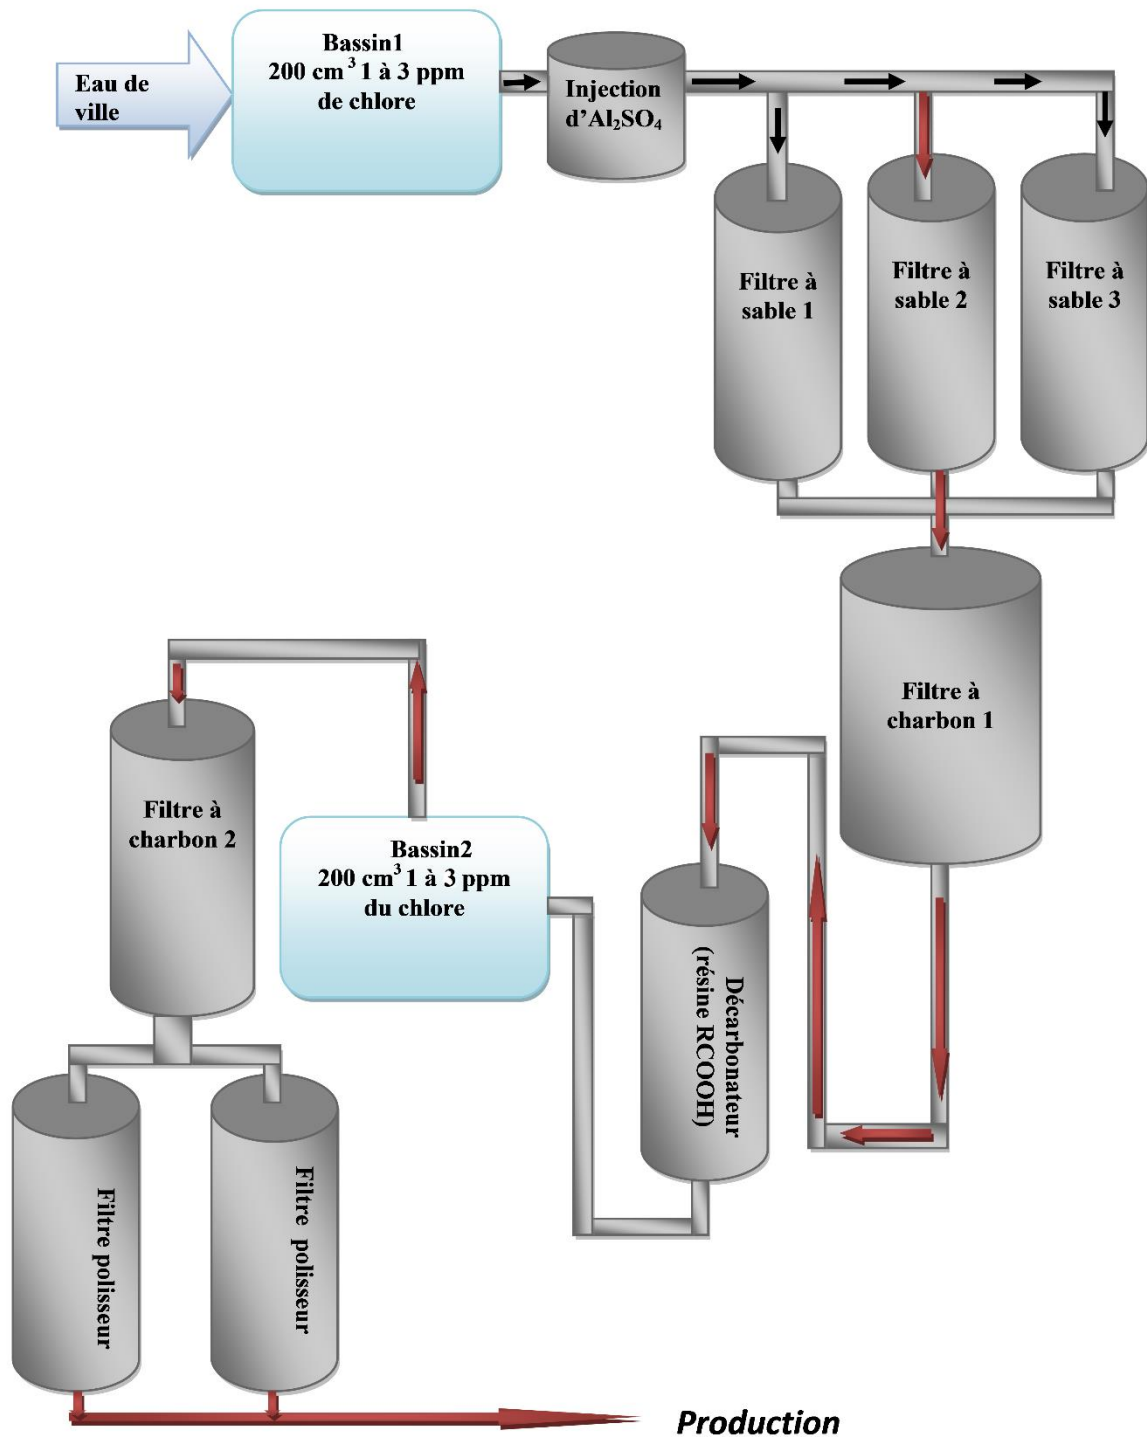 Eau de
ville
Bassin1
200 cm³ 1 à 3 ppm
de chlore
Injection
d’Al₂SO₄
Filtre à
sable 1
Filtre à
sable 2
Filtre à
sable 3
Filtre à
charbon 1
Décarbonateur
(résine RCOOH)
Bassin2
200 cm³ 1 à 3 ppm
du chlore
Filtre à
charbon 2
Filtre polisseur
Filtre polisseur
Production